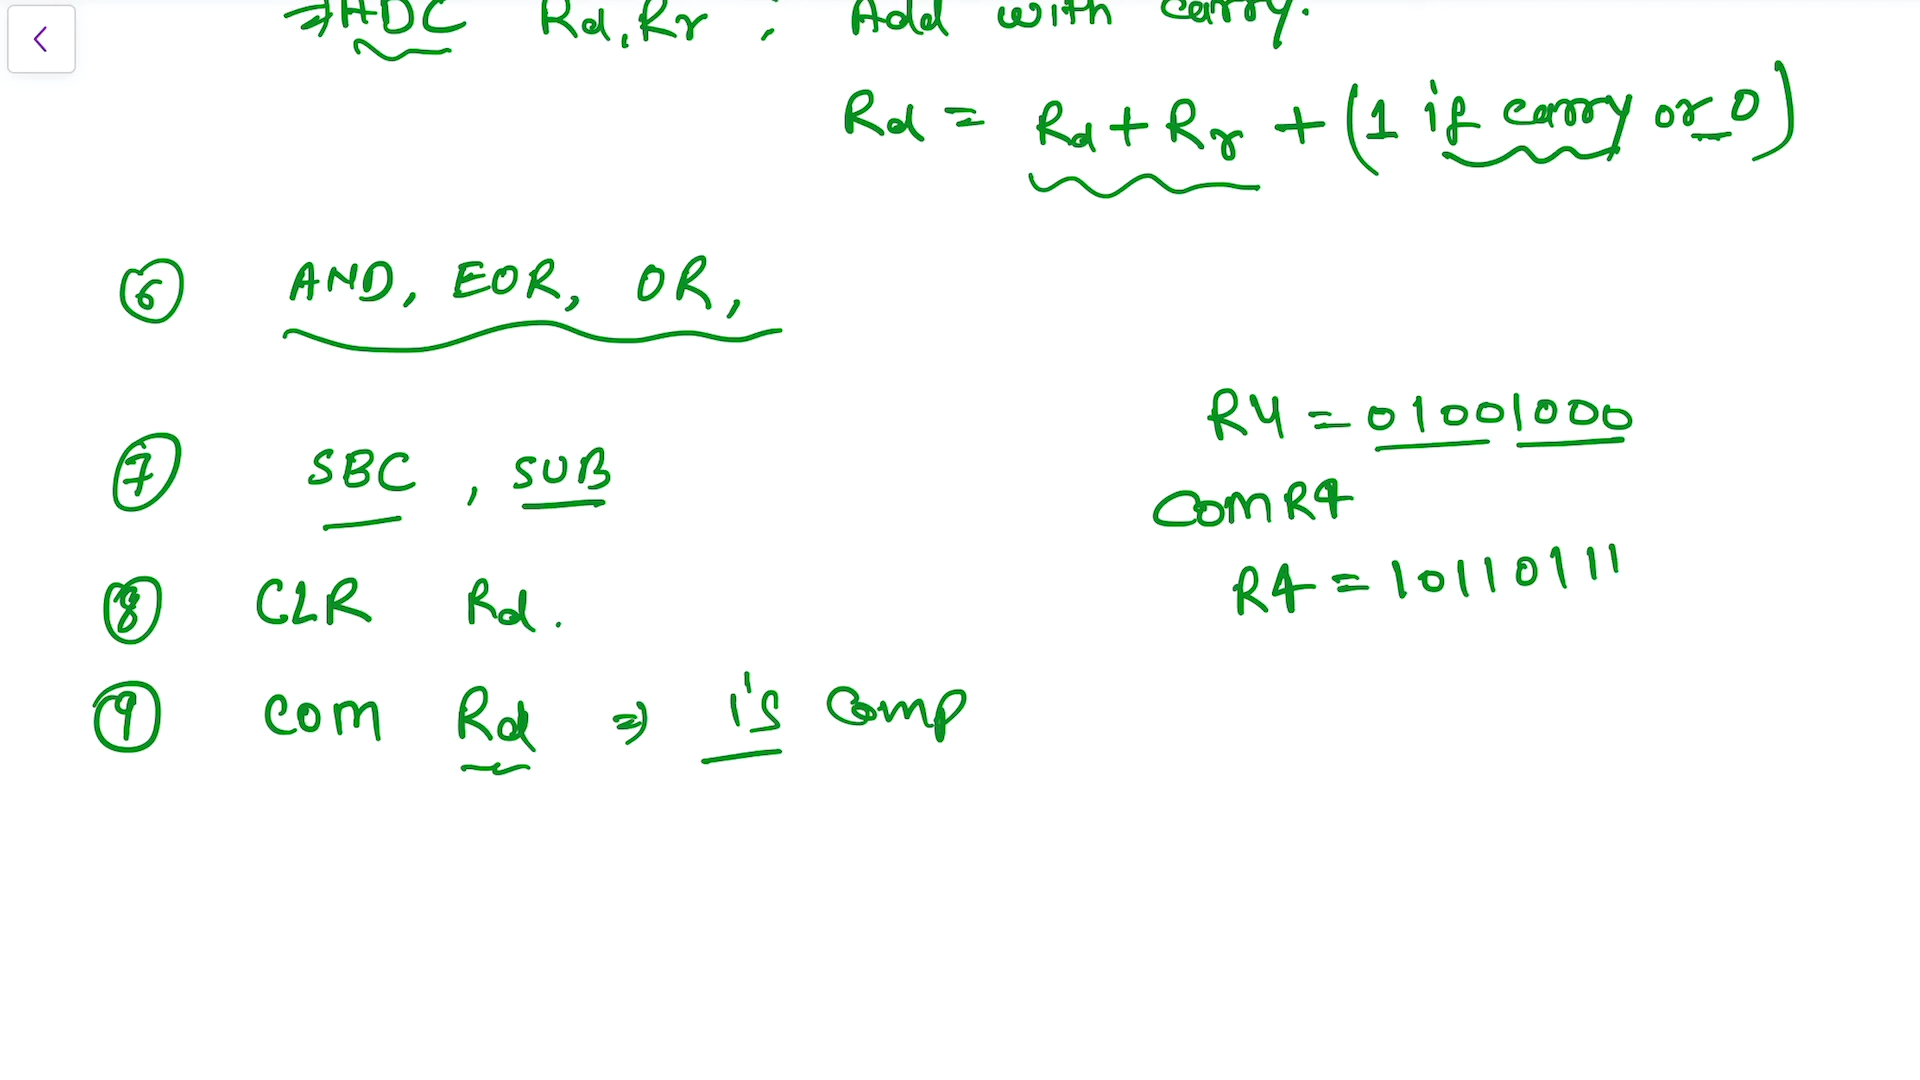 ⇒ADC Rd,Rr ; Add with carry.
Rd = Rd + Rr + (1 if carry or 0)
⑥ AND, EOR, OR,
⑦ SBC , SUB
R4 = 01001000
COM R4
R4 = 10110111
⑧ CLR Rd.
⑨ COM Rd ⇒ 1's Comp